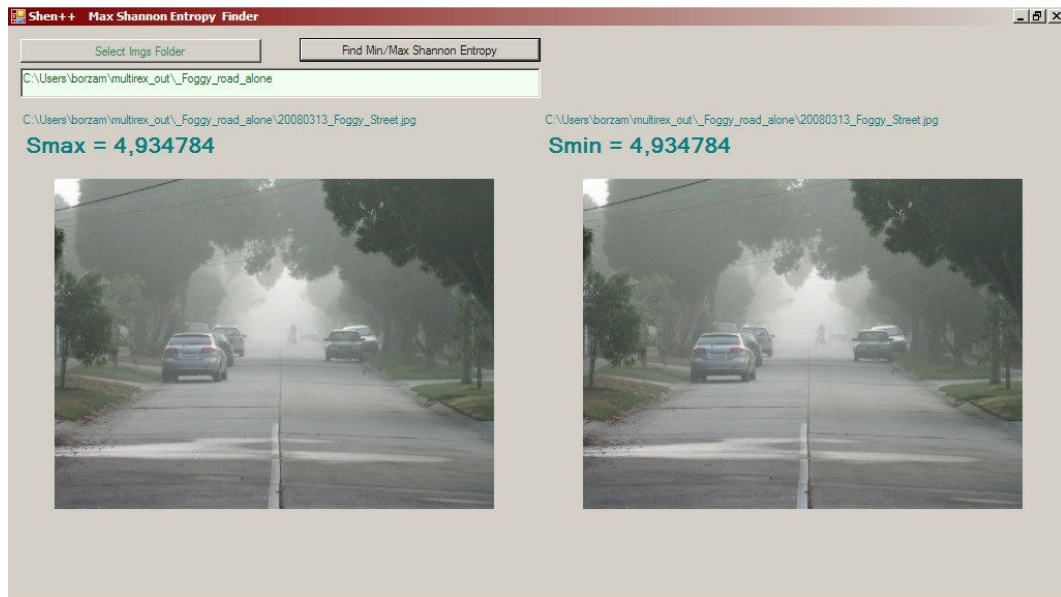 Shen++ Max Shannon Entropy Finder
Select Imgs Folder
Find Min/Max Shannon Entropy
C:\Users\borzam\multirex_out\_Foggy_road_alone
C:\Users\borzam\multirex_out\_Foggy_road_alone\20080313_Foggy_Street.jpg
Smax = 4,934784
C:\Users\borzam\multirex_out\_Foggy_road_alone\20080313_Foggy_Street.jpg
Smin = 4,934784